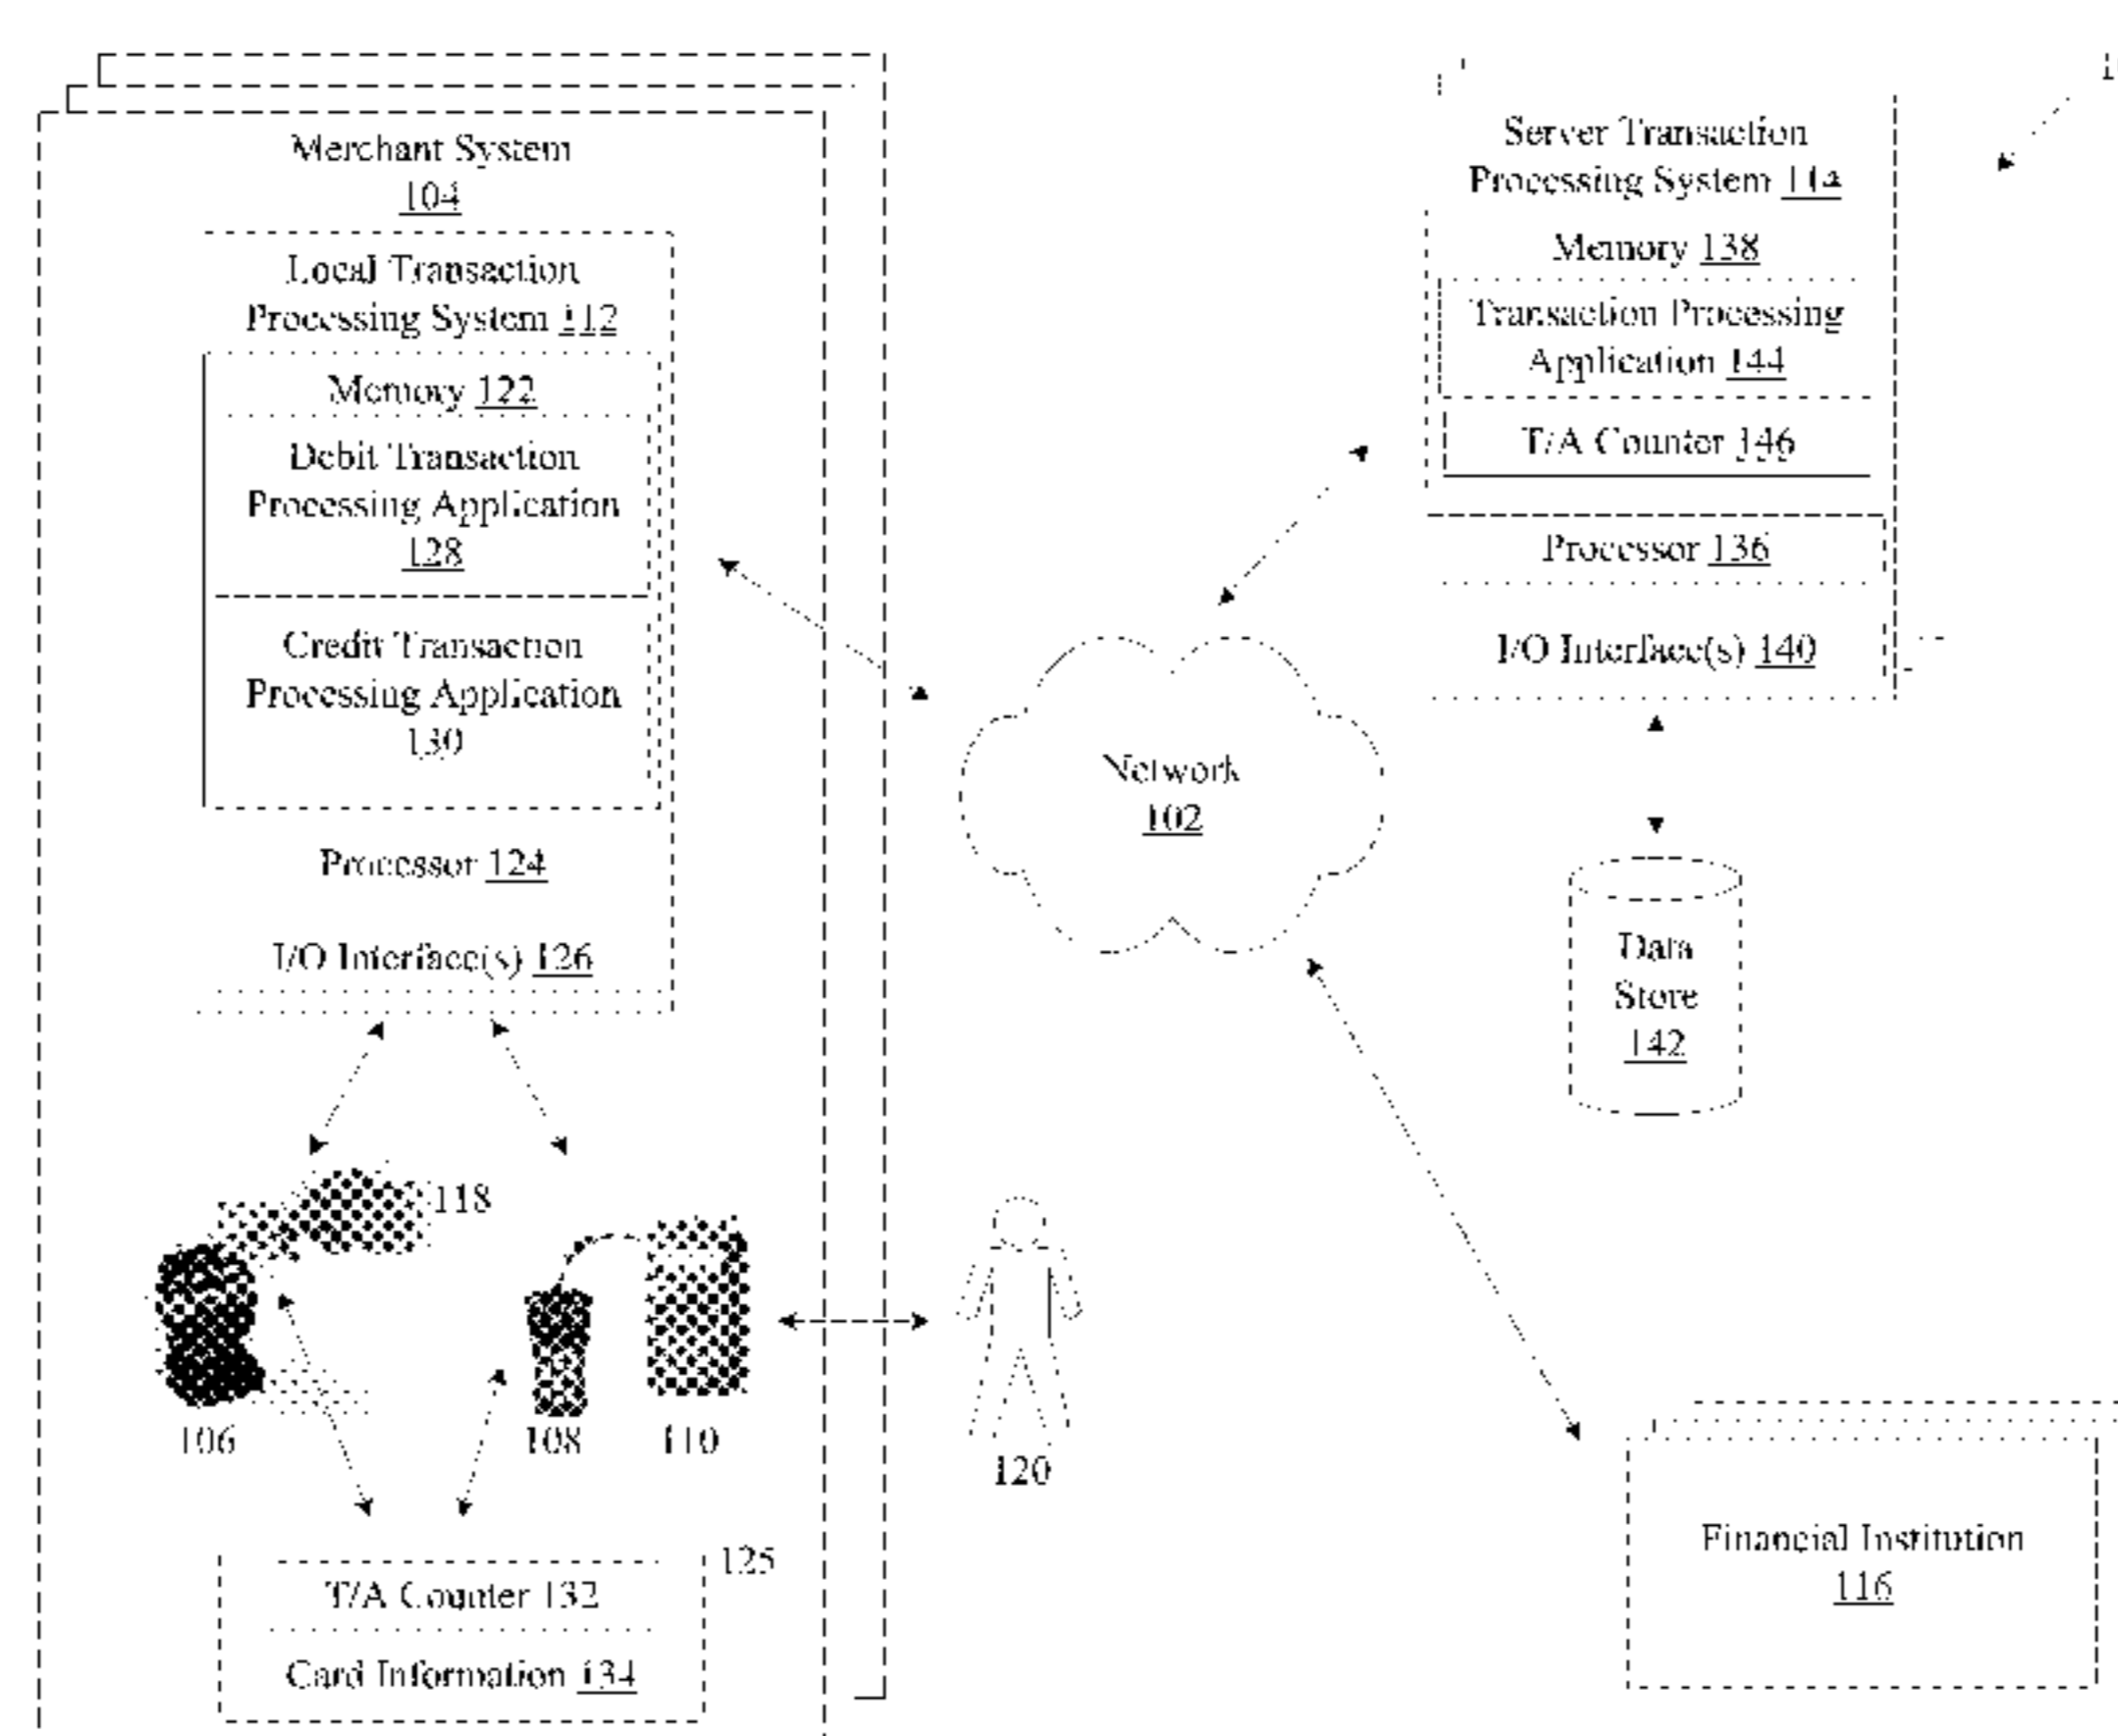 Merchant System
104
Local Transaction
Processing System 112
Memory 122
Debit Transaction
Processing Application
128
Credit Transaction
Processing Application
130
Processor 124
I/O Interface(s) 126
118
106
108
110
T/A Counter 132
Card Information 134
125
120
Network
102
Server Transaction
Processing System 114
Memory 138
Transaction Processing
Application 144
T/A Counter 146
Processor 136
I/O Interface(s) 140
Data
Store
142
Financial Institution
116